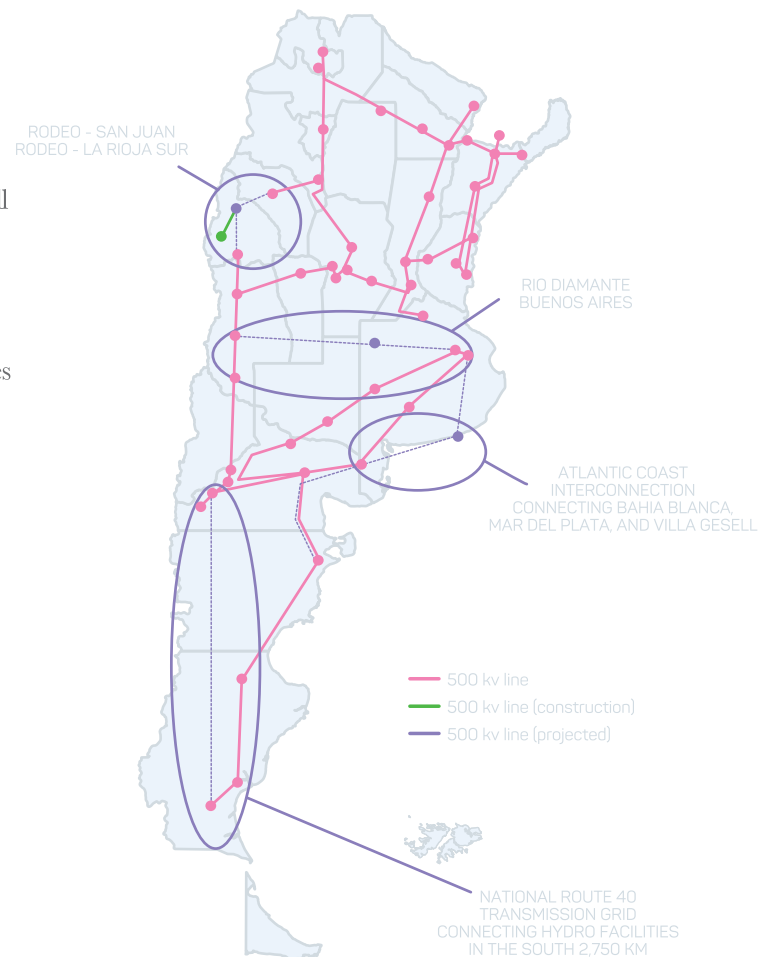 RODEO - SAN JUAN
RODEO - LA RIOJA SUR
ll
es
RIO DIAMANTE
BUENOS AIRES
ATLANTIC COAST
INTERCONNECTION
CONNECTING BAHIA BLANCA,
MAR DEL PLATA, AND VILLA GESELL
500 kv line
500 kv line (construction)
500 kv line (projected)
NATIONAL ROUTE 40
TRANSMISSION GRID
CONNECTING HYDRO FACILITIES
IN THE SOUTH 2,750 KM